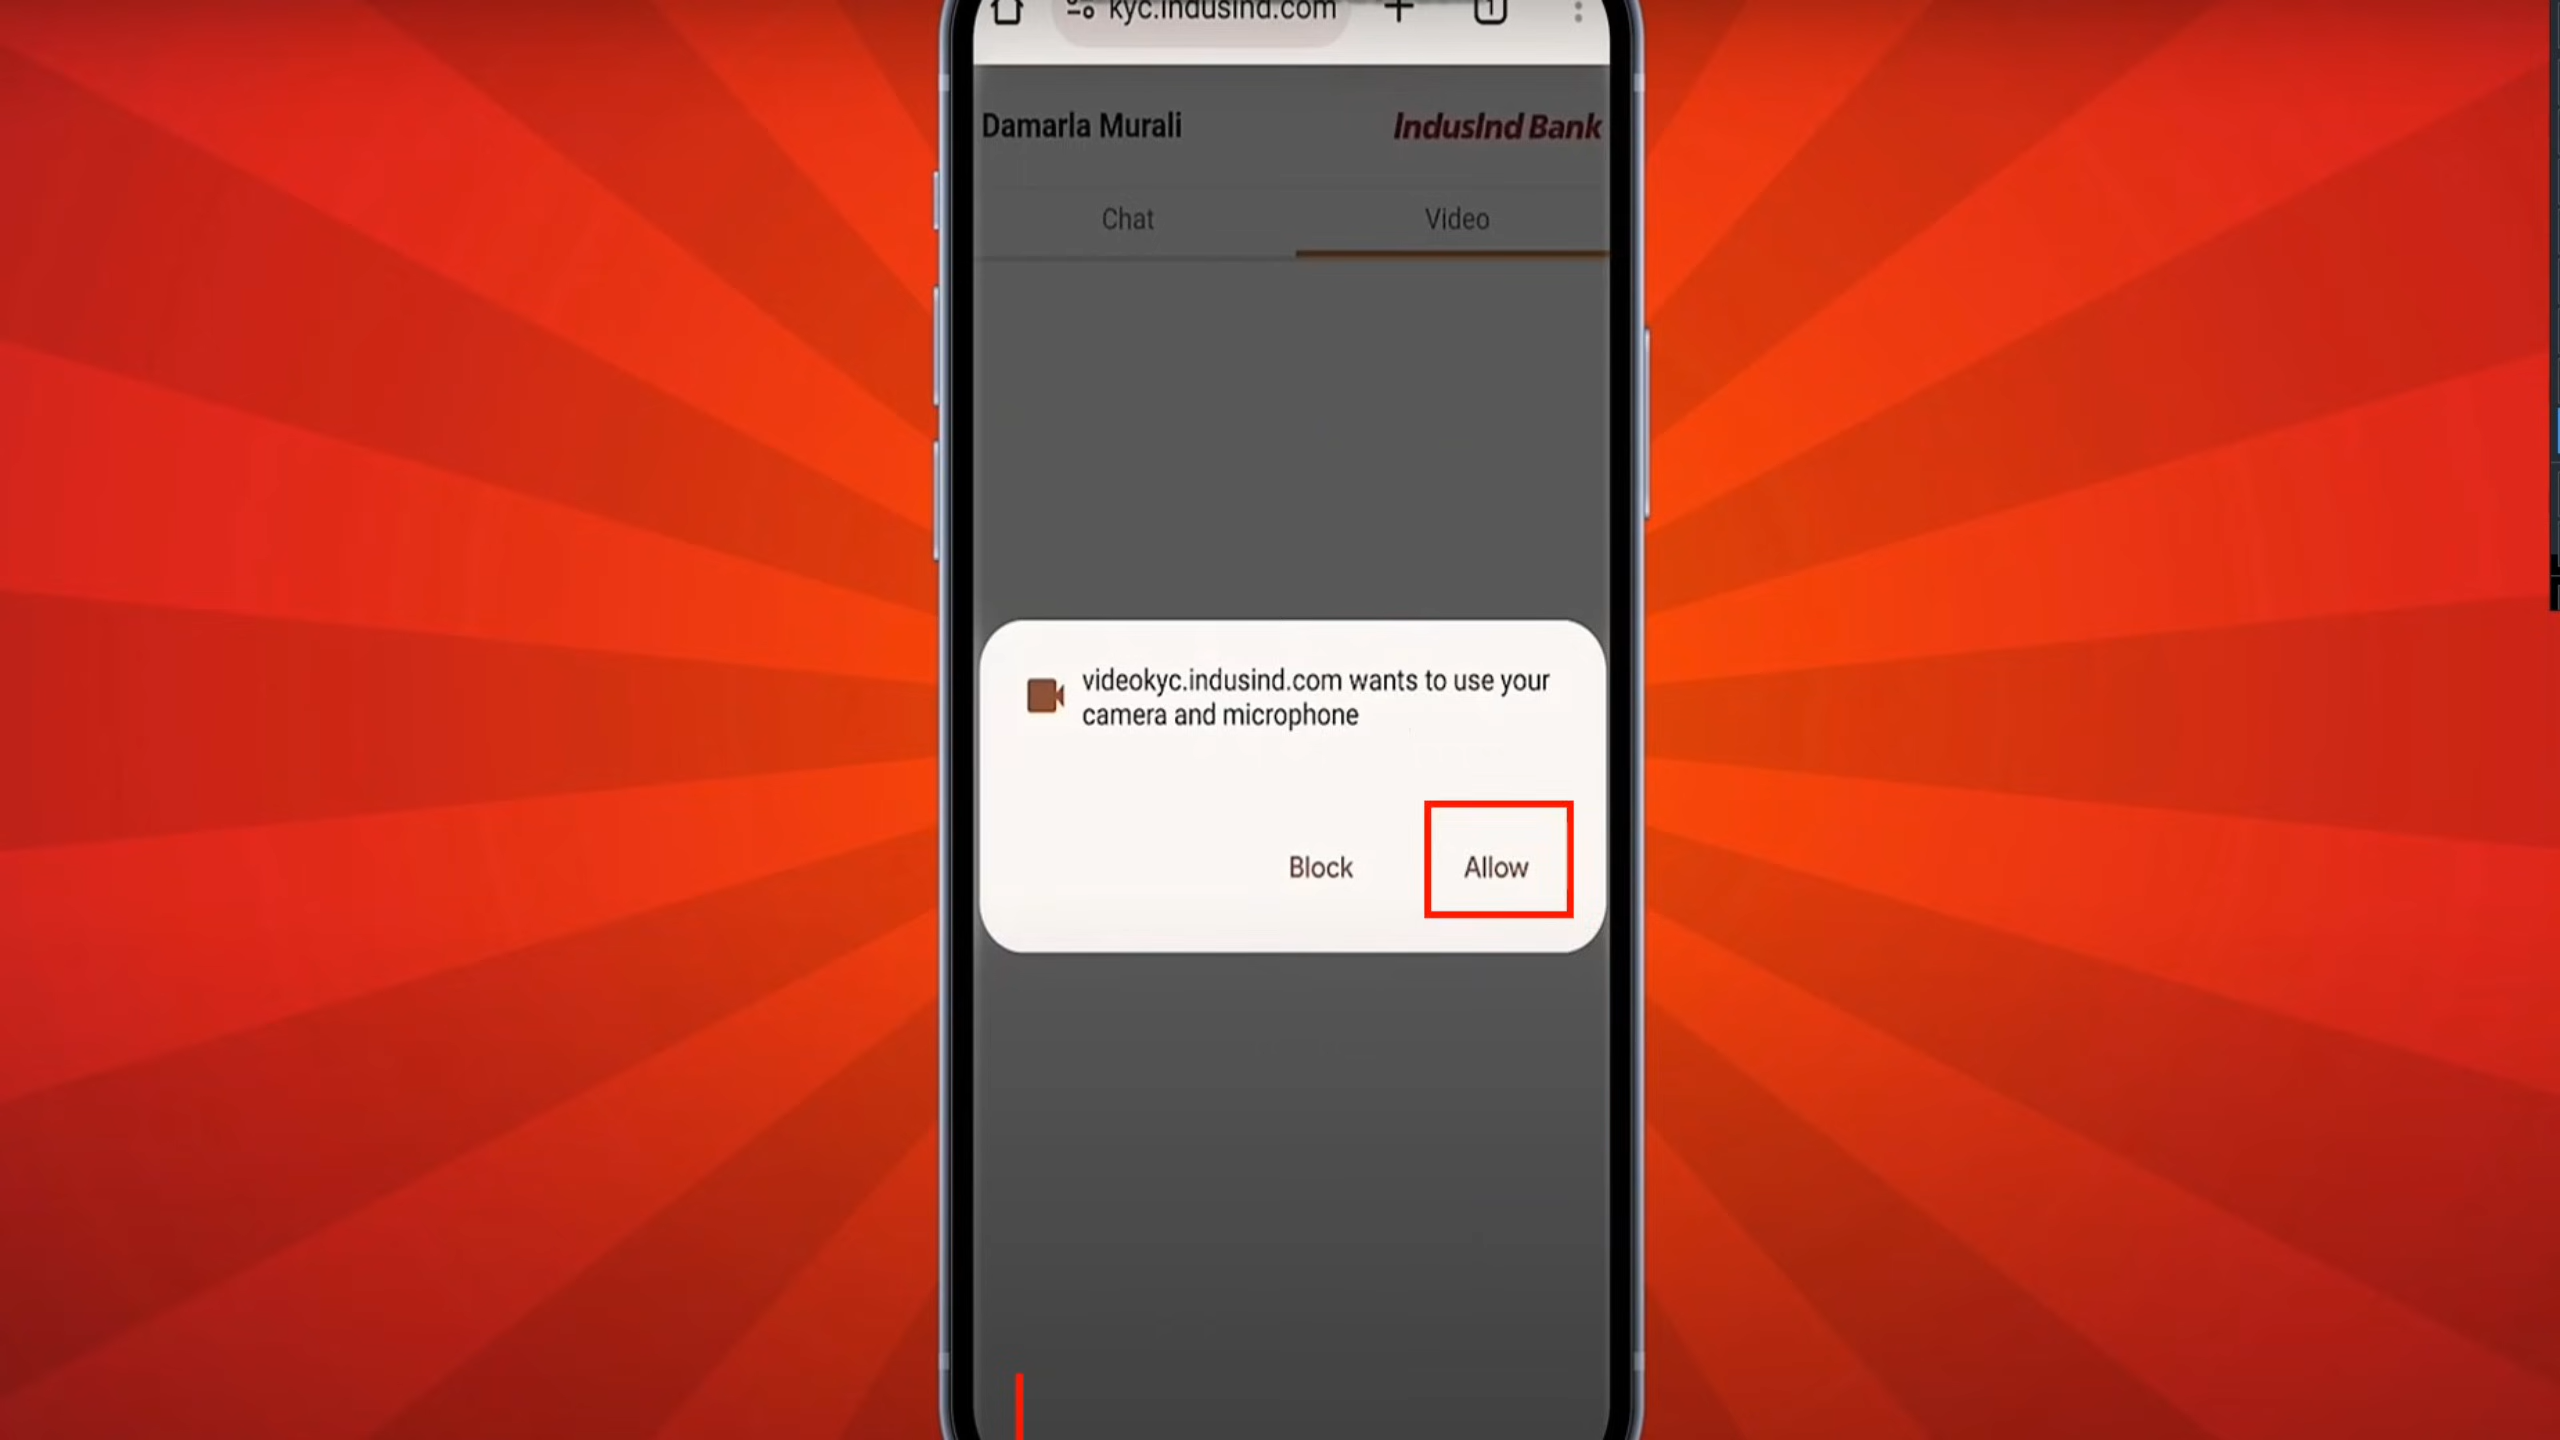 kyc.indusind.com
1
Damarla Murali
IndusInd Bank
Chat
Video
videokyc.indusind.com wants to use your
camera and microphone
Block
Allow